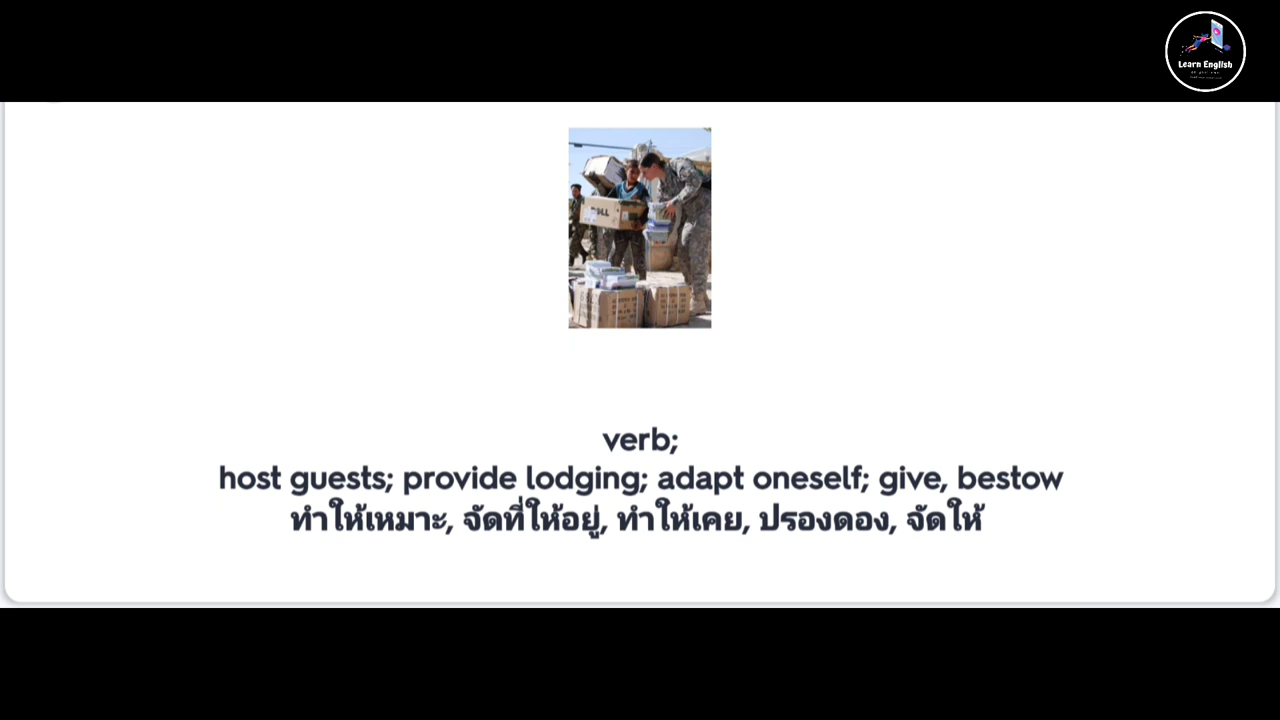 Learn English
DELL
verb;
host guests; provide lodging; adapt oneself; give, bestow
ทำให้เหมาะ, จัดที่ให้อยู่, ทำให้เคย, ปรองดอง, จัดให้